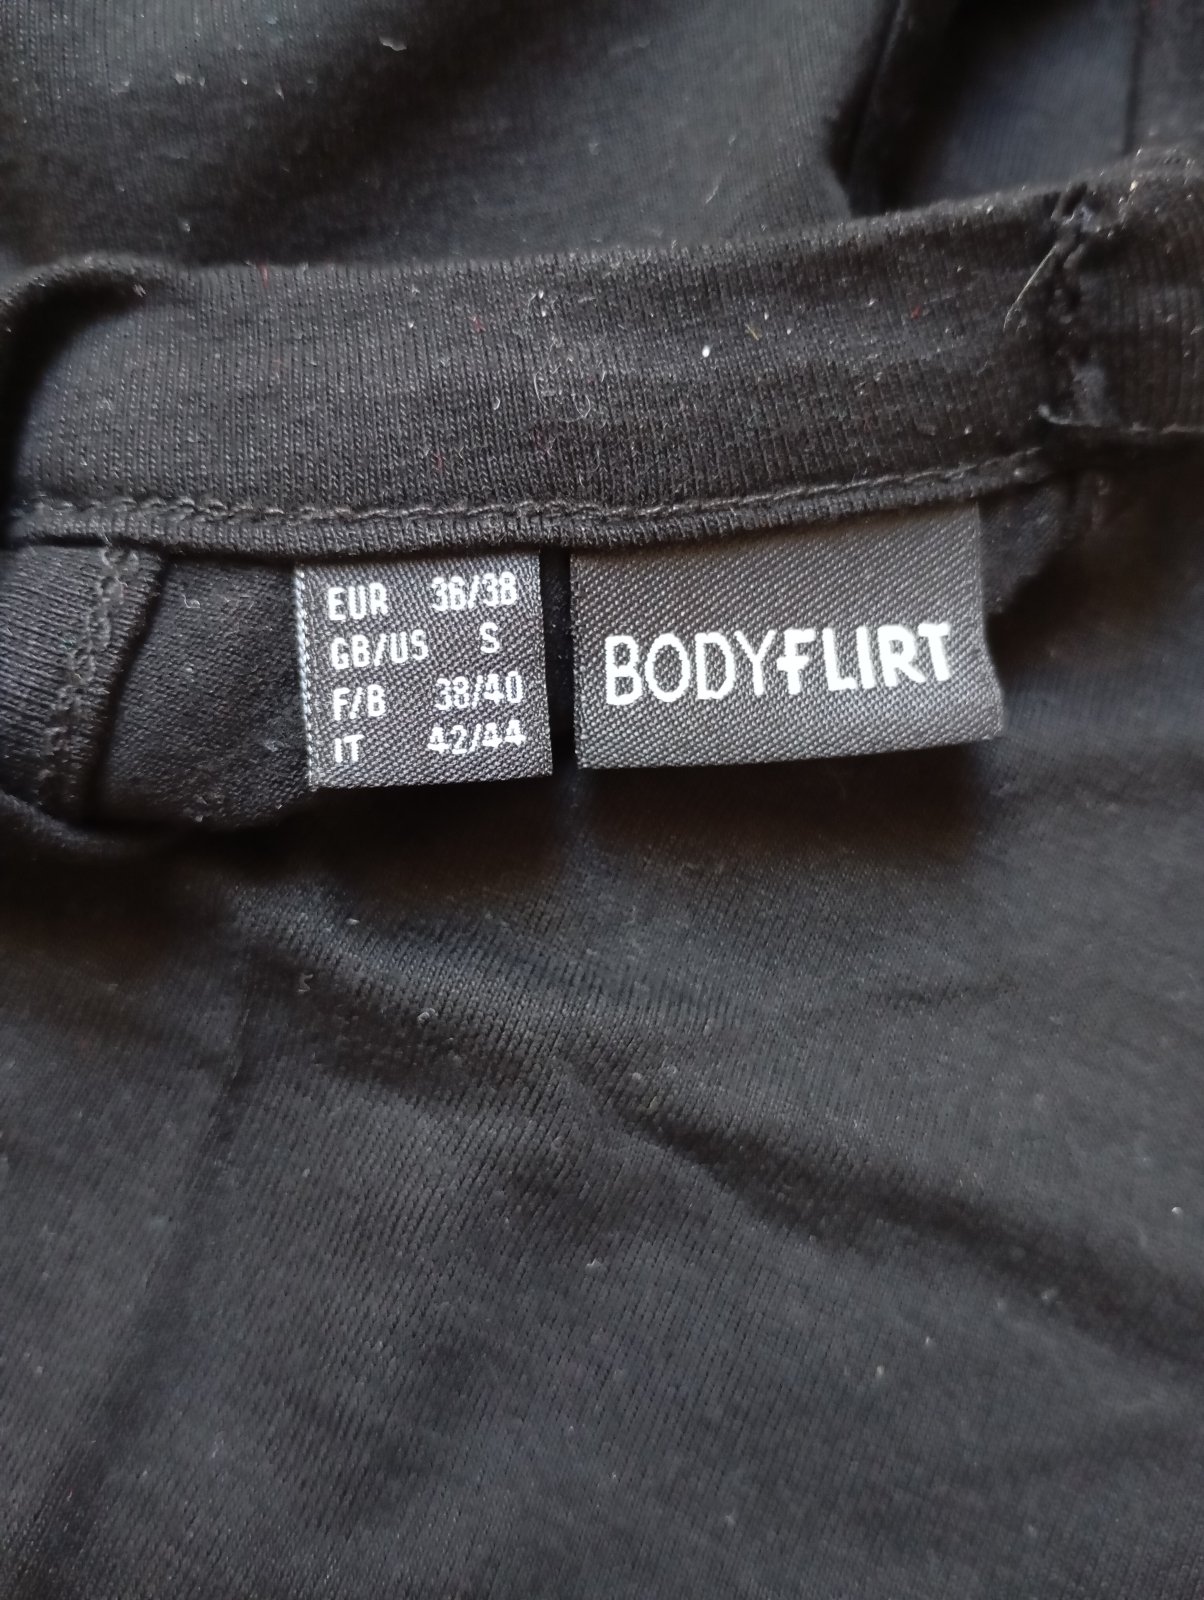 EUR 36/38
GB/US S
F/B 38/40
IT 42/44
BODYFLIRT